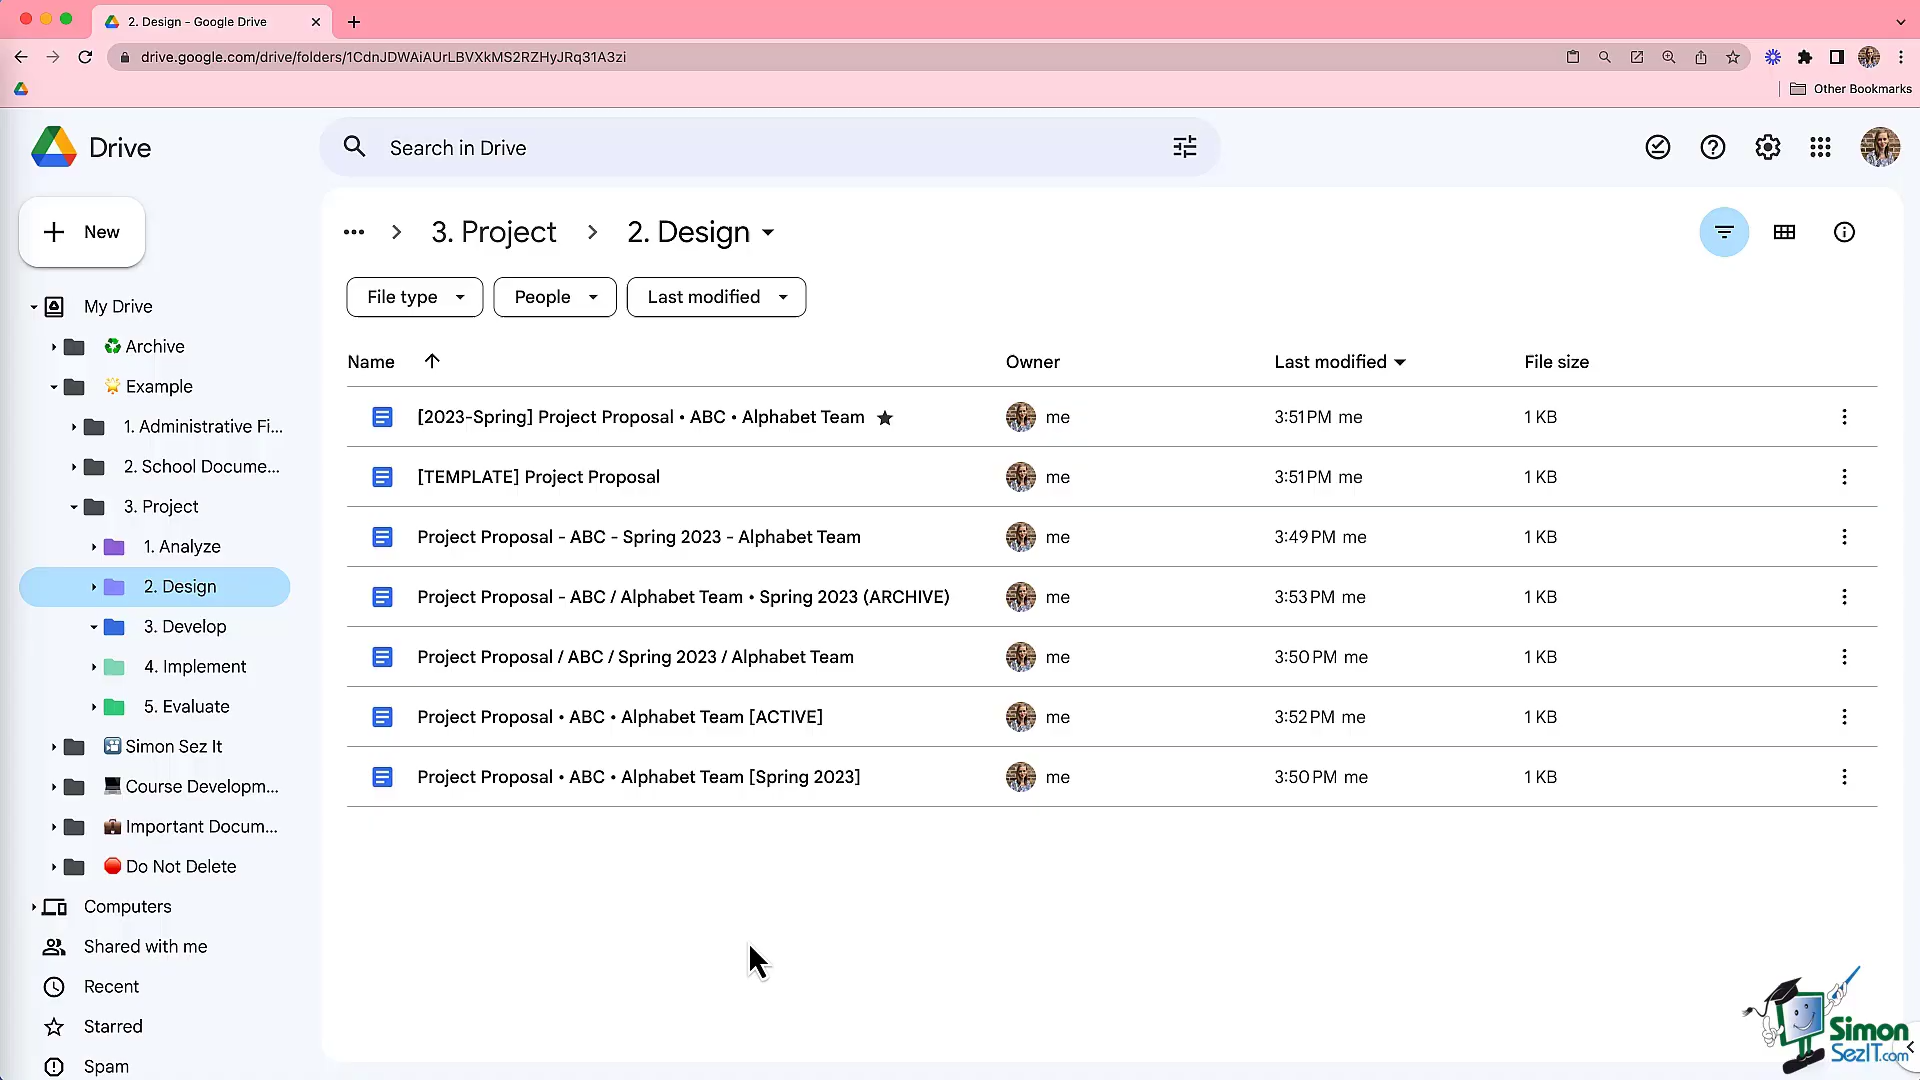 2. Design - Google Drive
drive.google.com/drive/folders/1CdnJDWAiAUrLBVXkMS2RZHyJRq31A3zi
Other Bookmarks
Drive
Search in Drive
New
3. Project
2. Design
File type
People
Last modified
My Drive
Archive
Example
1. Administrative Fi...
2. School Docume...
3. Project
1. Analyze
2. Design
3. Develop
4. Implement
5. Evaluate
Simon Sez It
Course Developm...
Important Docum...
Do Not Delete
Computers
Shared with me
Recent
Starred
Spam
Name Owner Last modified File size
[2023-Spring] Project Proposal • ABC • Alphabet Team me 3:51 PM me 1 KB
[TEMPLATE] Project Proposal me 3:51 PM me 1 KB
Project Proposal - ABC - Spring 2023 - Alphabet Team me 3:49 PM me 1 KB
Project Proposal - ABC / Alphabet Team • Spring 2023 (ARCHIVE) me 3:53 PM me 1 KB
Project Proposal / ABC / Spring 2023 / Alphabet Team me 3:50 PM me 1 KB
Project Proposal • ABC • Alphabet Team [ACTIVE] me 3:52 PM me 1 KB
Project Proposal • ABC • Alphabet Team [Spring 2023] me 3:50 PM me 1 KB
Simon
SezIT.com